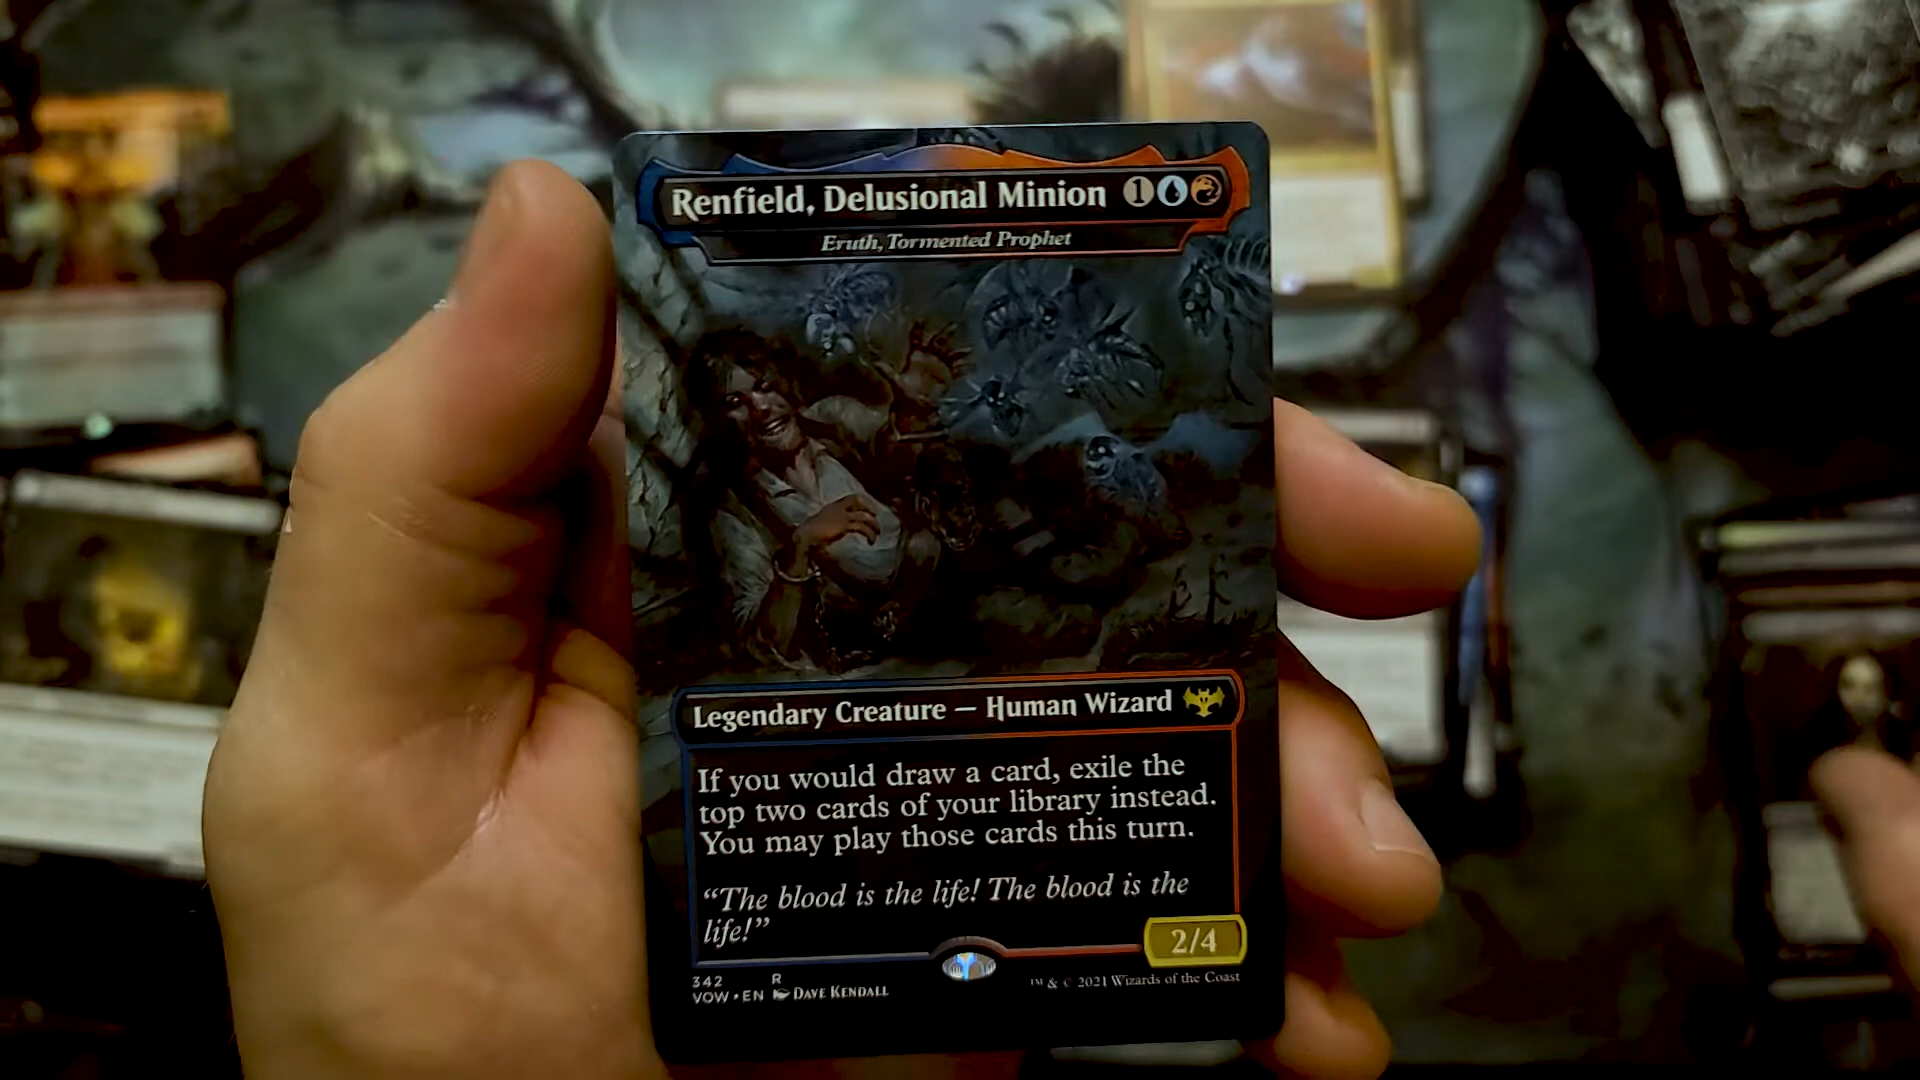 Renfield, Delusional Minion 1
Eruth, Tormented Prophet
Legendary Creature — Human Wizard
If you would draw a card, exile the
top two cards of your library instead.
You may play those cards this turn.
“The blood is the life! The blood is the
life!”
2/4
342 R
VOW • EN Dave Kendall
™ & © 2021 Wizards of the Coast